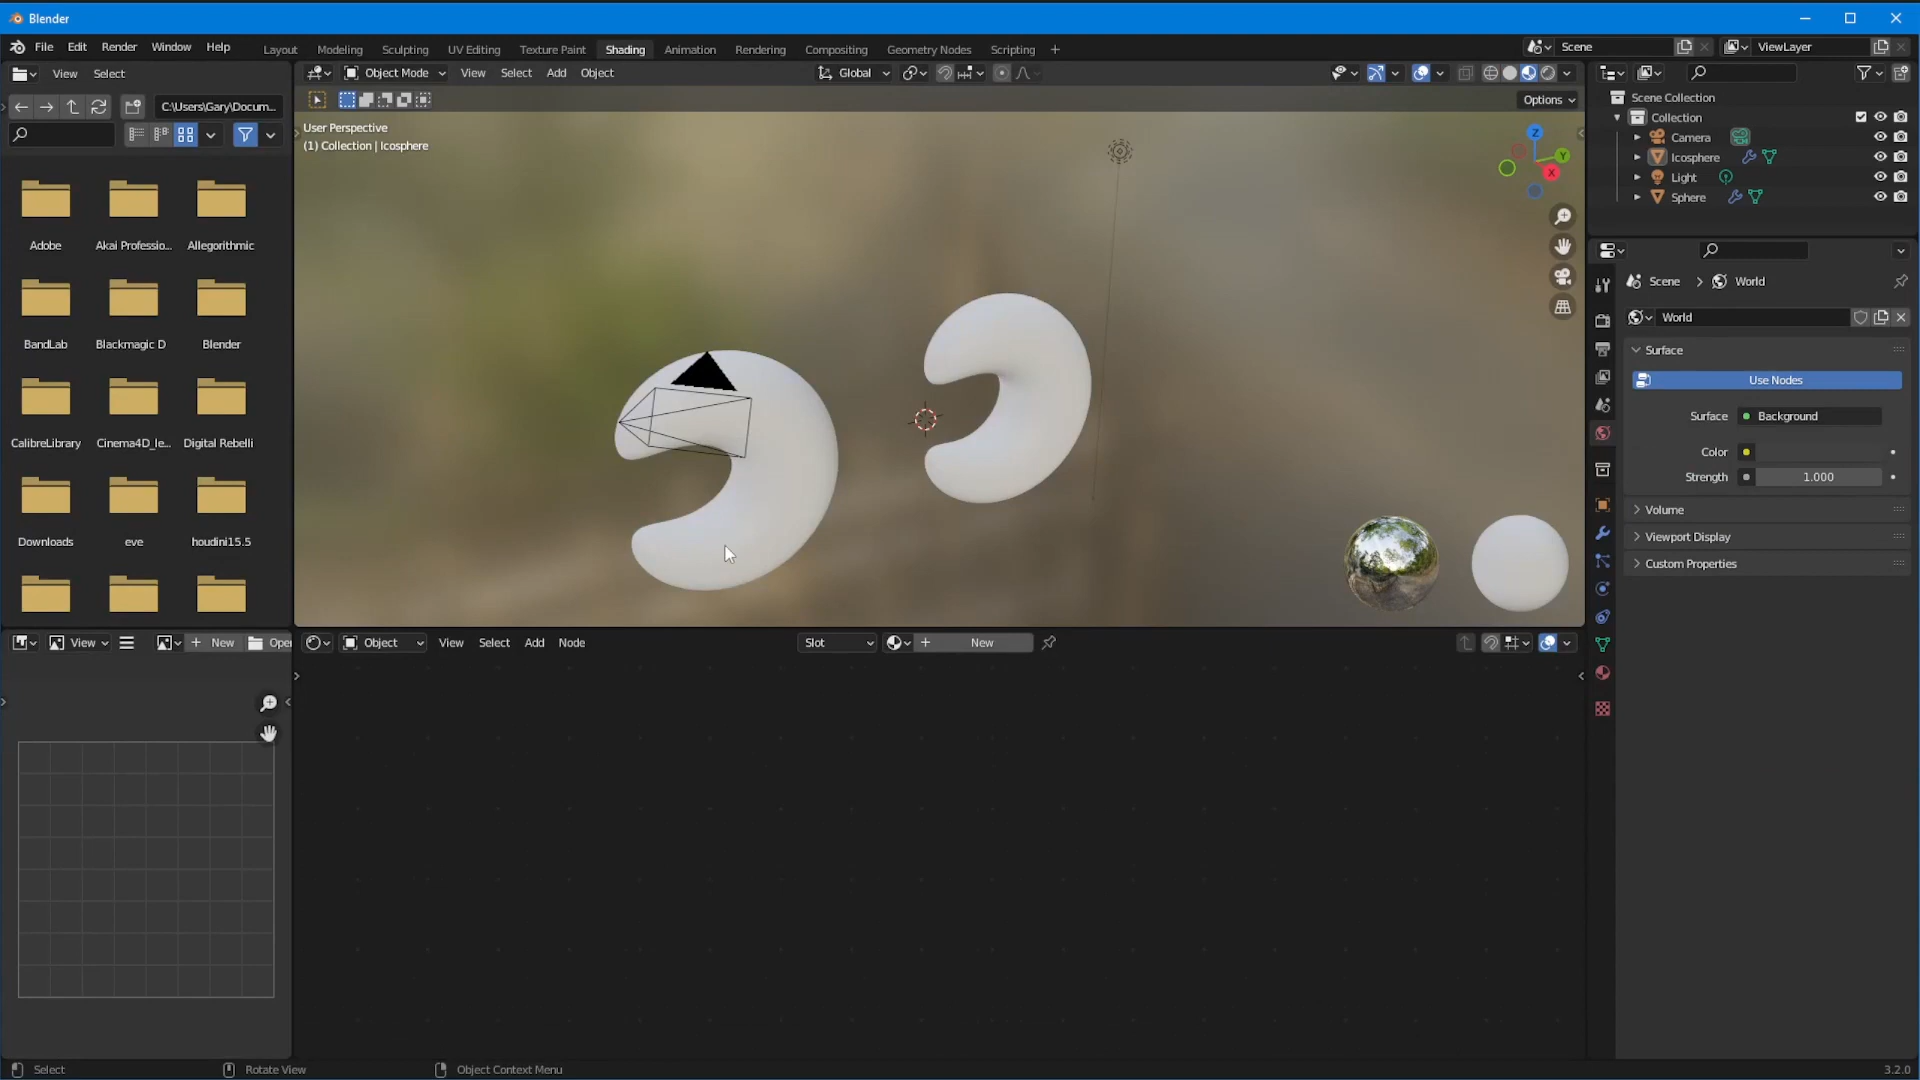 Blender
File Edit Render Window Help
Layout Modeling Sculpting UV Editing Texture Paint Shading Animation Rendering Compositing Geometry Nodes Scripting +
Scene
ViewLayer
View Select
C:\Users\Gary\Docum...
Adobe Akai Professio... Allegorithmic
BandLab Blackmagic D Blender
CalibreLibrary Cinema4D_le... Digital Rebelli
Downloads eve houdini15.5
Object Mode View Select Add Object
Global
Options
User Perspective
(1) Collection | Icosphere
Z
Y
X
Scene Collection
Collection
Camera
Icosphere
Light
Sphere
Scene > World
World
Surface
Use Nodes
Surface Background
Color
Strength 1.000
Volume
Viewport Display
Custom Properties
View + New Open
Object View Select Add Node
Slot
+ New
Select Rotate View Object Context Menu
3.2.0